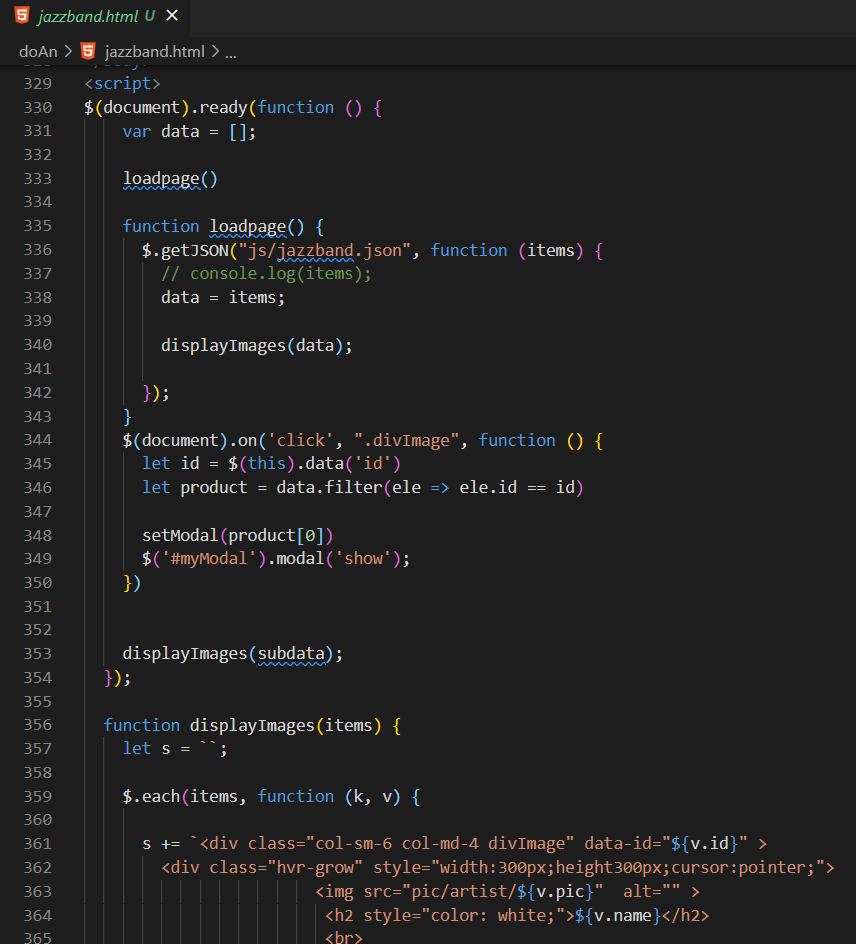 jazzband.html U
doAn > jazzband.html > ...
329 <script>
330 $(document).ready(function () {
331 var data = [];
332
333 loadpage()
334
335 function loadpage() {
336 $.getJSON("js/jazzband.json", function (items) {
337 // console.log(items);
338 data = items;
339
340 displayImages(data);
341
342 });
343 }
344 $(document).on('click', ".divImage", function () {
345 let id = $(this).data('id')
346 let product = data.filter(ele => ele.id == id)
347
348 setModal(product[0])
349 $('#myModal').modal('show');
350 })
351
352
353 displayImages(subdata);
354 });
355
356 function displayImages(items) {
357 let s = ``;
358
359 $.each(items, function (k, v) {
360
361 s += `<div class="col-sm-6 col-md-4 divImage" data-id="${v.id}" >
362 <div class="hvr-grow" style="width:300px;height300px;cursor:pointer;">
363 <img src="pic/artist/${v.pic}"  alt="" >
364 <h2 style="color: white;">${v.name}</h2>
365 <br>